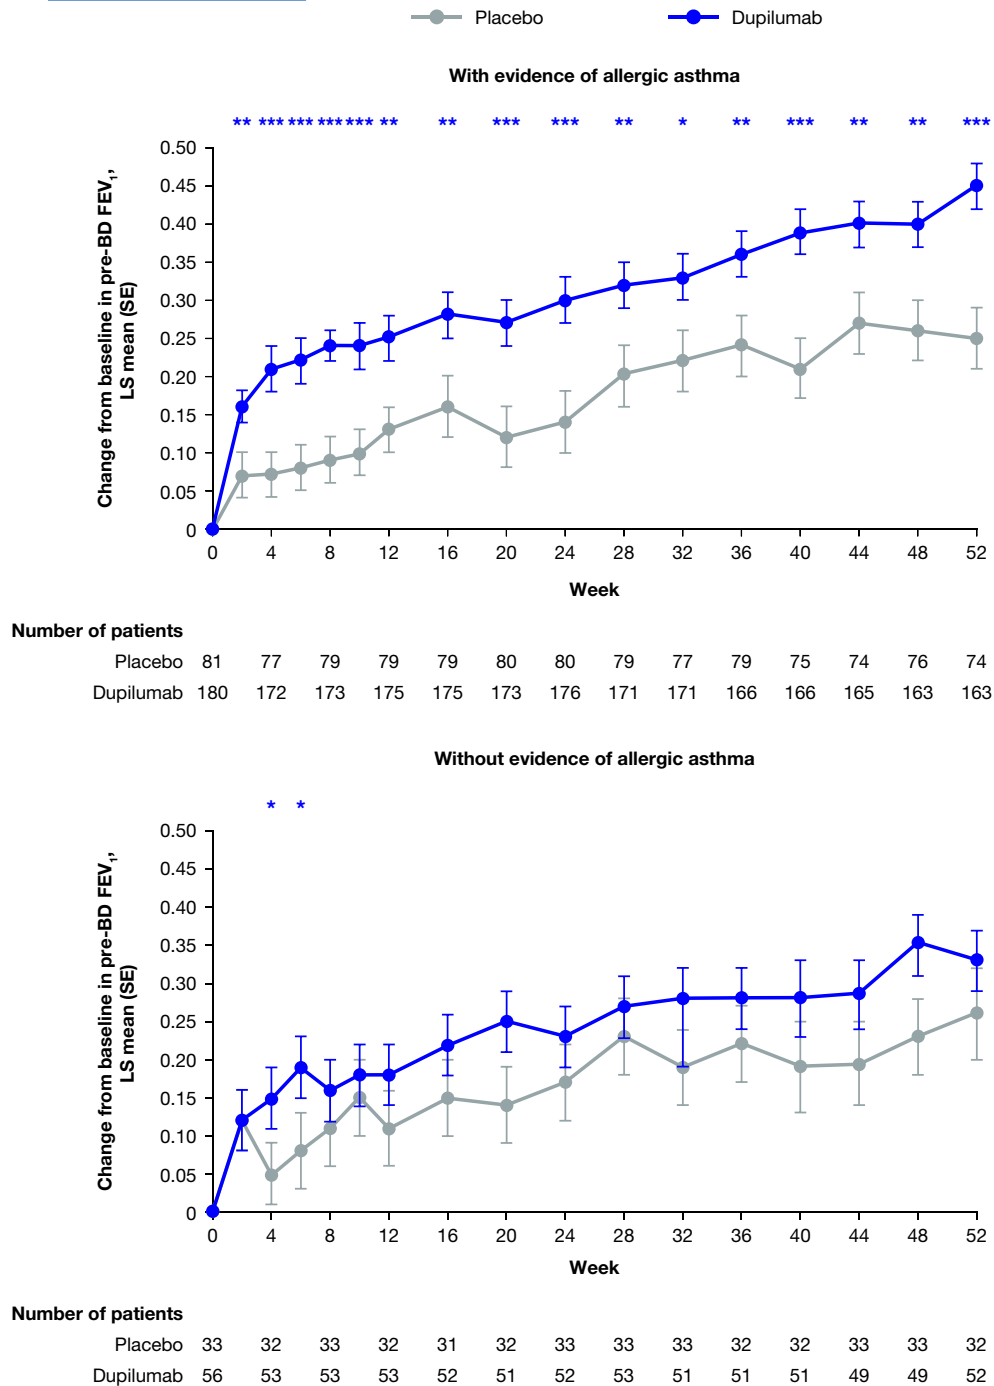 Placebo Dupilumab
With evidence of allergic asthma
** *** *** *** *** ** ** *** *** ** * ** *** ** ** ***
Change from baseline in pre-BD FEV₁,
LS mean (SE)
0.50
0.45
0.40
0.35
0.30
0.25
0.20
0.15
0.10
0.05
0
0 4 8 12 16 20 24 28 32 36 40 44 48 52
Week
Number of patients
Placebo 81 77 79 79 79 80 80 79 77 79 75 74 76 74
Dupilumab 180 172 173 175 175 173 176 171 171 166 166 165 163 163
Without evidence of allergic asthma
* *
Change from baseline in pre-BD FEV₁,
LS mean (SE)
0.50
0.45
0.40
0.35
0.30
0.25
0.20
0.15
0.10
0.05
0
0 4 8 12 16 20 24 28 32 36 40 44 48 52
Week
Number of patients
Placebo 33 32 33 32 31 32 33 33 33 32 32 33 33 32
Dupilumab 56 53 53 53 52 51 52 53 51 51 51 49 49 52